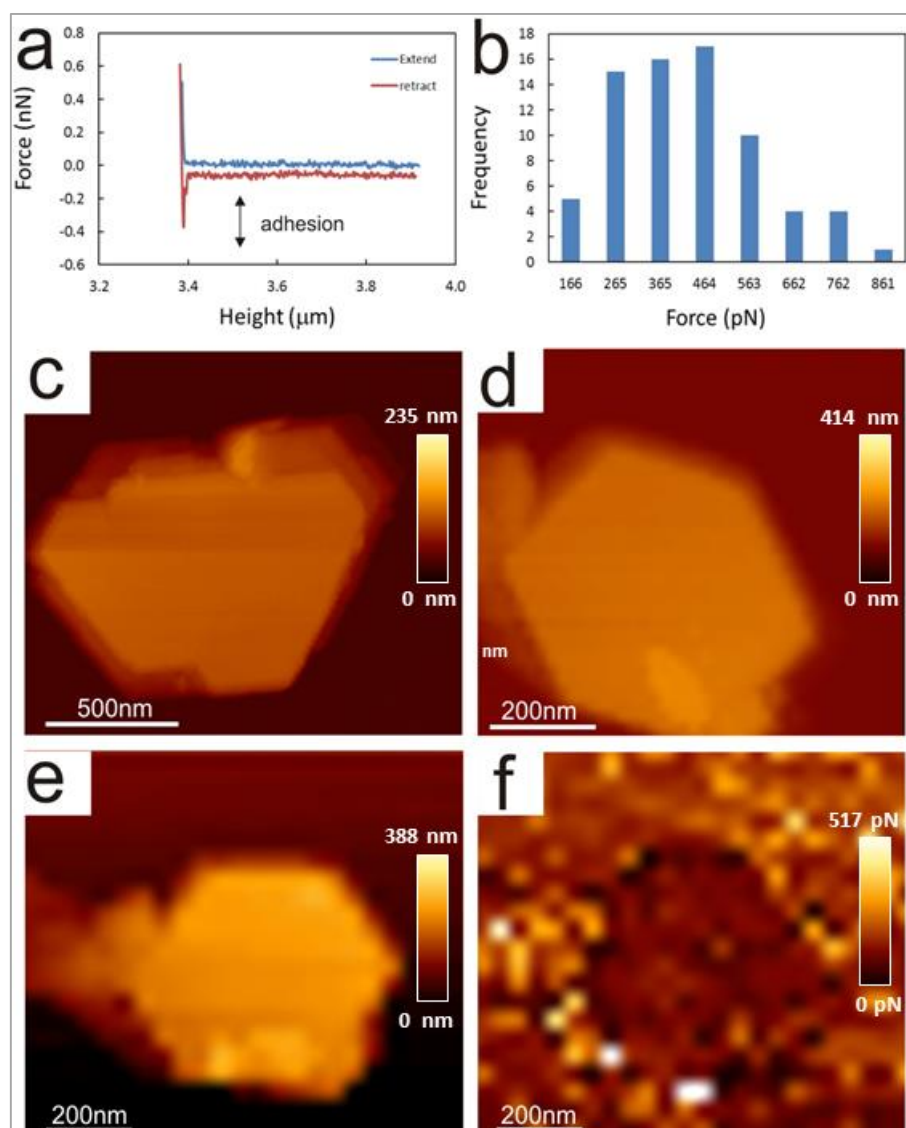 a
0.8
0.6
0.4
0.2
0.0
-0.2
-0.4
-0.6
Force (nN)
Extend
retract
adhesion
3.2
3.4
3.6
3.8
4.0
Height (μm)
b
18
16
14
12
10
8
6
4
2
0
Frequency
166 265 365 464 563 662 762 861
Force (pN)
c
235 nm
0 nm
500nm
d
414 nm
0 nm
nm
200nm
e
388 nm
0 nm
200nm
f
517 pN
0 pN
200nm